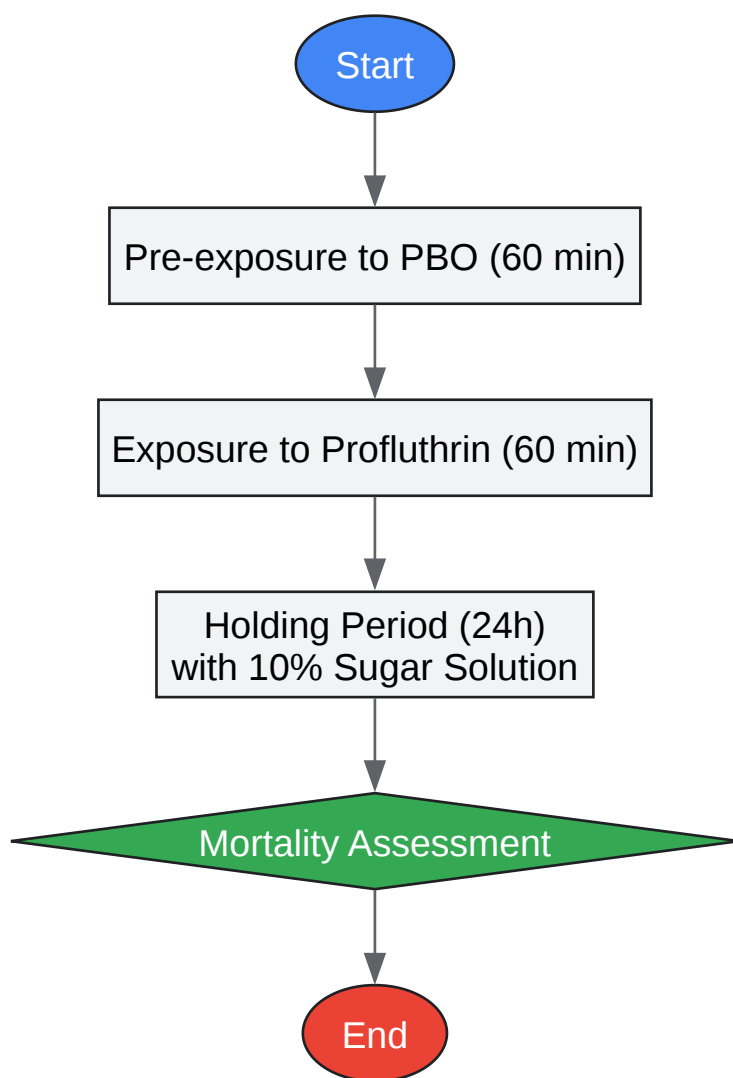 Start
Pre-exposure to PBO (60 min)
Exposure to Profluthrin (60 min)
Holding Period (24h)
with 10% Sugar Solution
Mortality Assessment
End